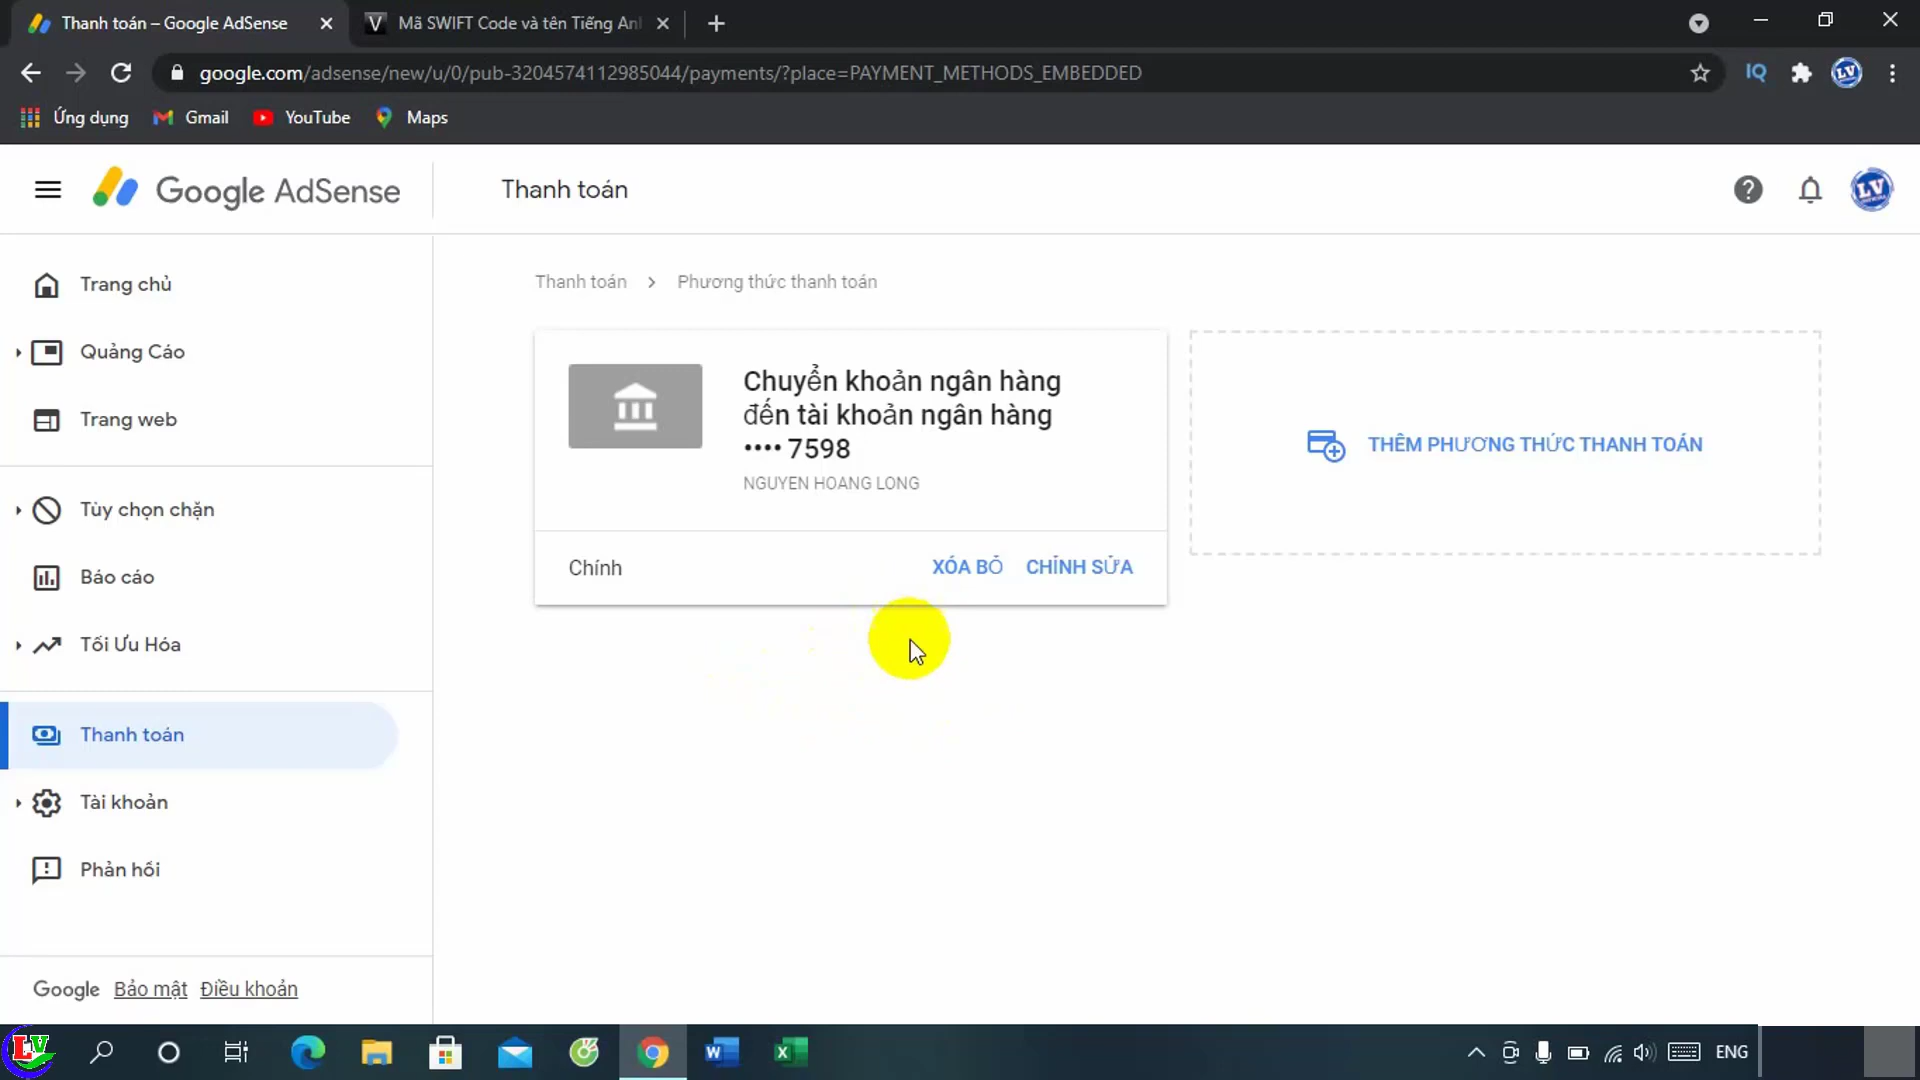 Thanh toán – Google AdSense
Mã SWIFT Code và tên Tiếng Anh
google.com/adsense/new/u/0/pub-3204574112985044/payments/?place=PAYMENT_METHODS_EMBEDDED
IQ
LV
Ứng dụng
Gmail
YouTube
Maps
Google AdSense
Thanh toán
LV
Trang chủ
Quảng Cáo
Trang web
Tùy chọn chặn
Báo cáo
Tối Ưu Hóa
Thanh toán
Tài khoản
Phản hồi
Google Bảo mật Điều khoản
Thanh toán > Phương thức thanh toán
Chuyển khoản ngân hàng
đến tài khoản ngân hàng
•••• 7598
NGUYEN HOANG LONG
Chính
XÓA BỎ
CHỈNH SỬA
THÊM PHƯƠNG THỨC THANH TOÁN
LV
ENG